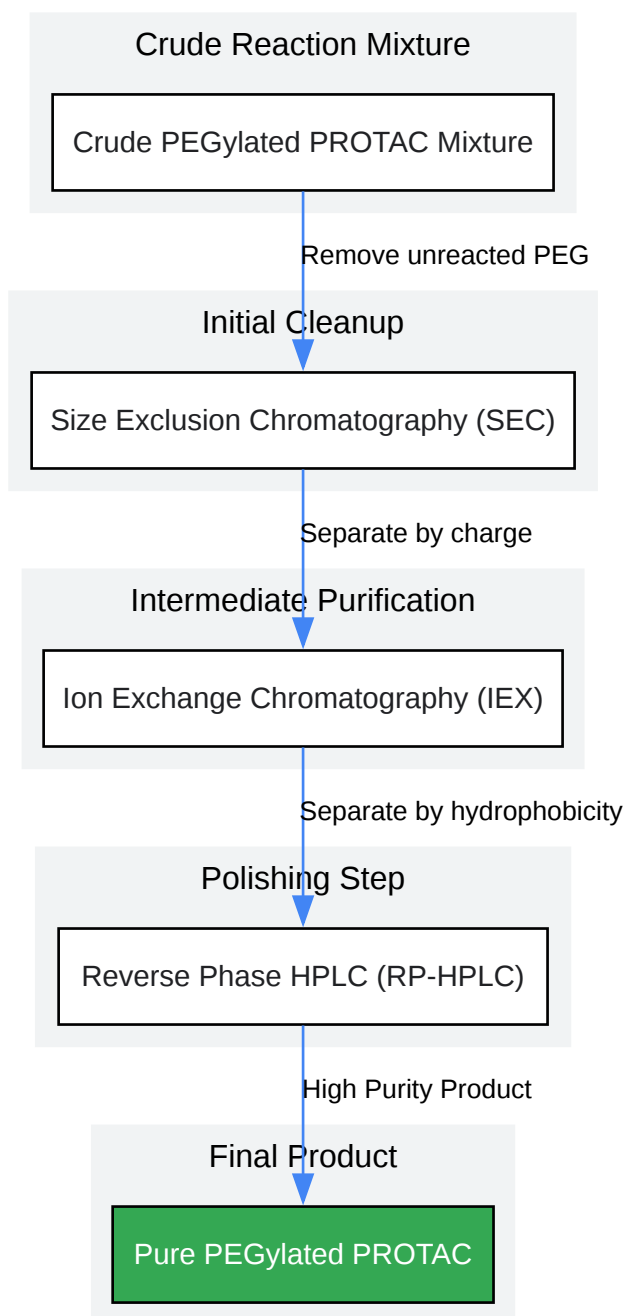 Crude Reaction Mixture
Crude PEGylated PROTAC Mixture
Remove unreacted PEG
Initial Cleanup
Size Exclusion Chromatography (SEC)
Separate by charge
Intermediate Purification
Ion Exchange Chromatography (IEX)
Separate by hydrophobicity
Polishing Step
Reverse Phase HPLC (RP-HPLC)
High Purity Product
Final Product
Pure PEGylated PROTAC